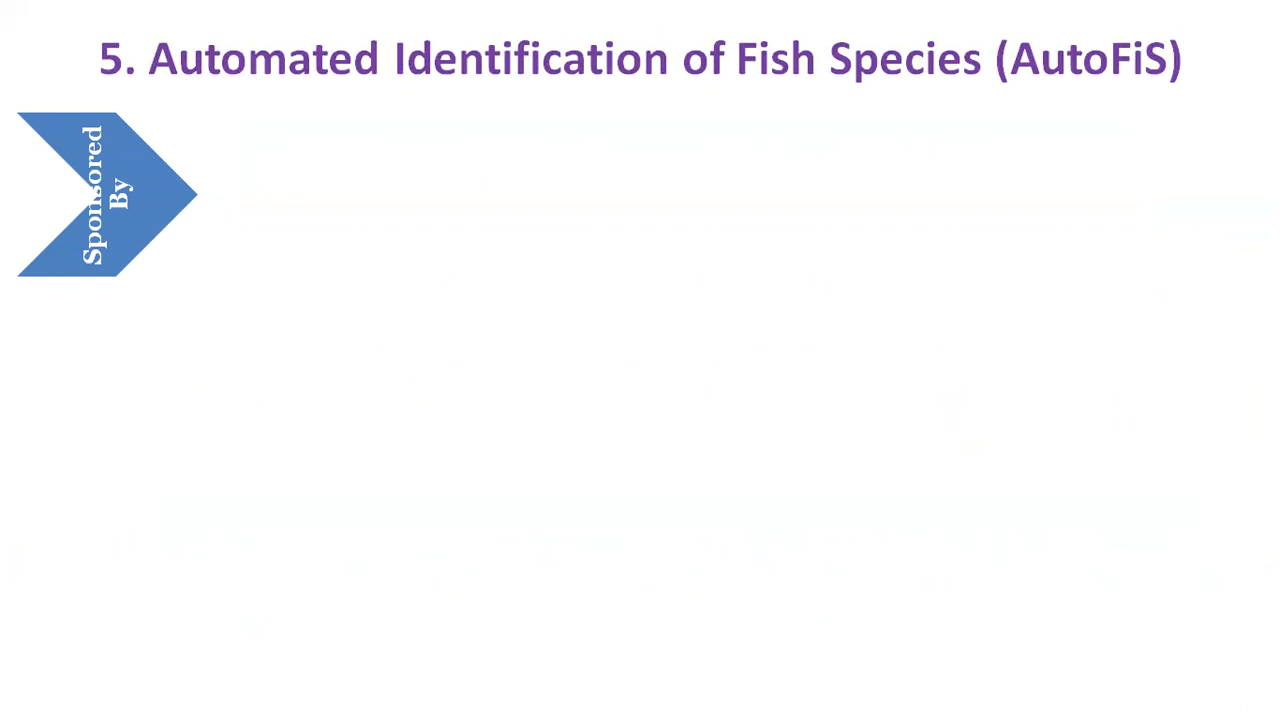 5. Automated Identification of Fish Species (AutoFiS)
Sponsored
By